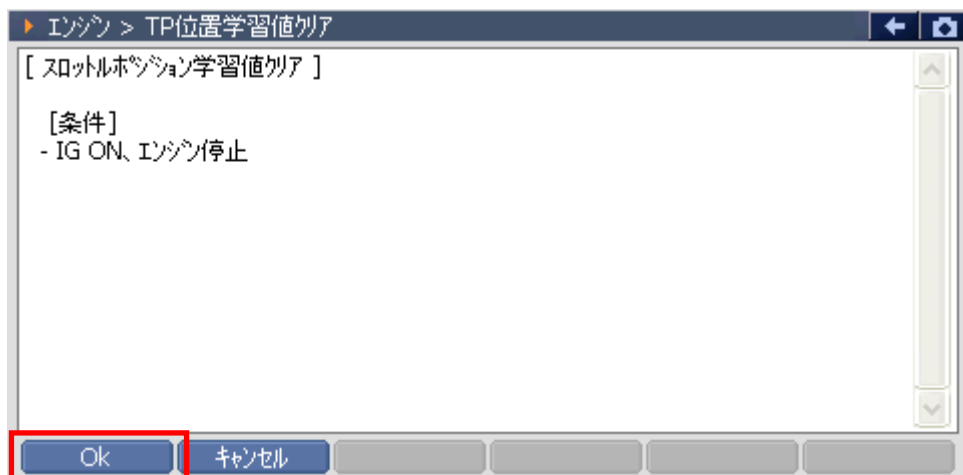 エンジン > TP位置学習値クリア
[ スロットルポジション学習値クリア ]
[条件]
- IG ON、エンジン停止
Ok キャンセル